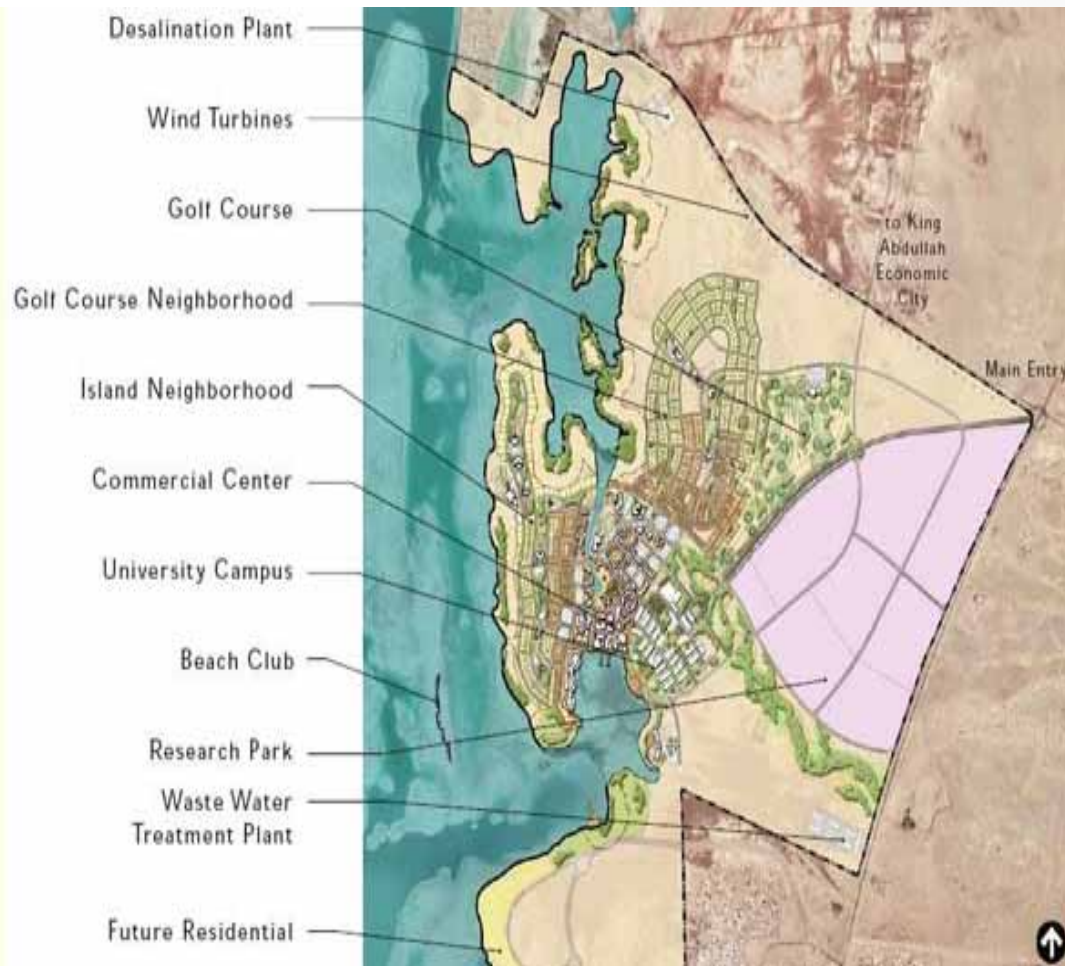 Desalination Plant
Wind Turbines
Golf Course
to King
Abdullah
Economic
City
Golf Course Neighborhood
Main Entry
Island Neighborhood
Commercial Center
University Campus
Beach Club
Research Park
Waste Water
Treatment Plant
Future Residential